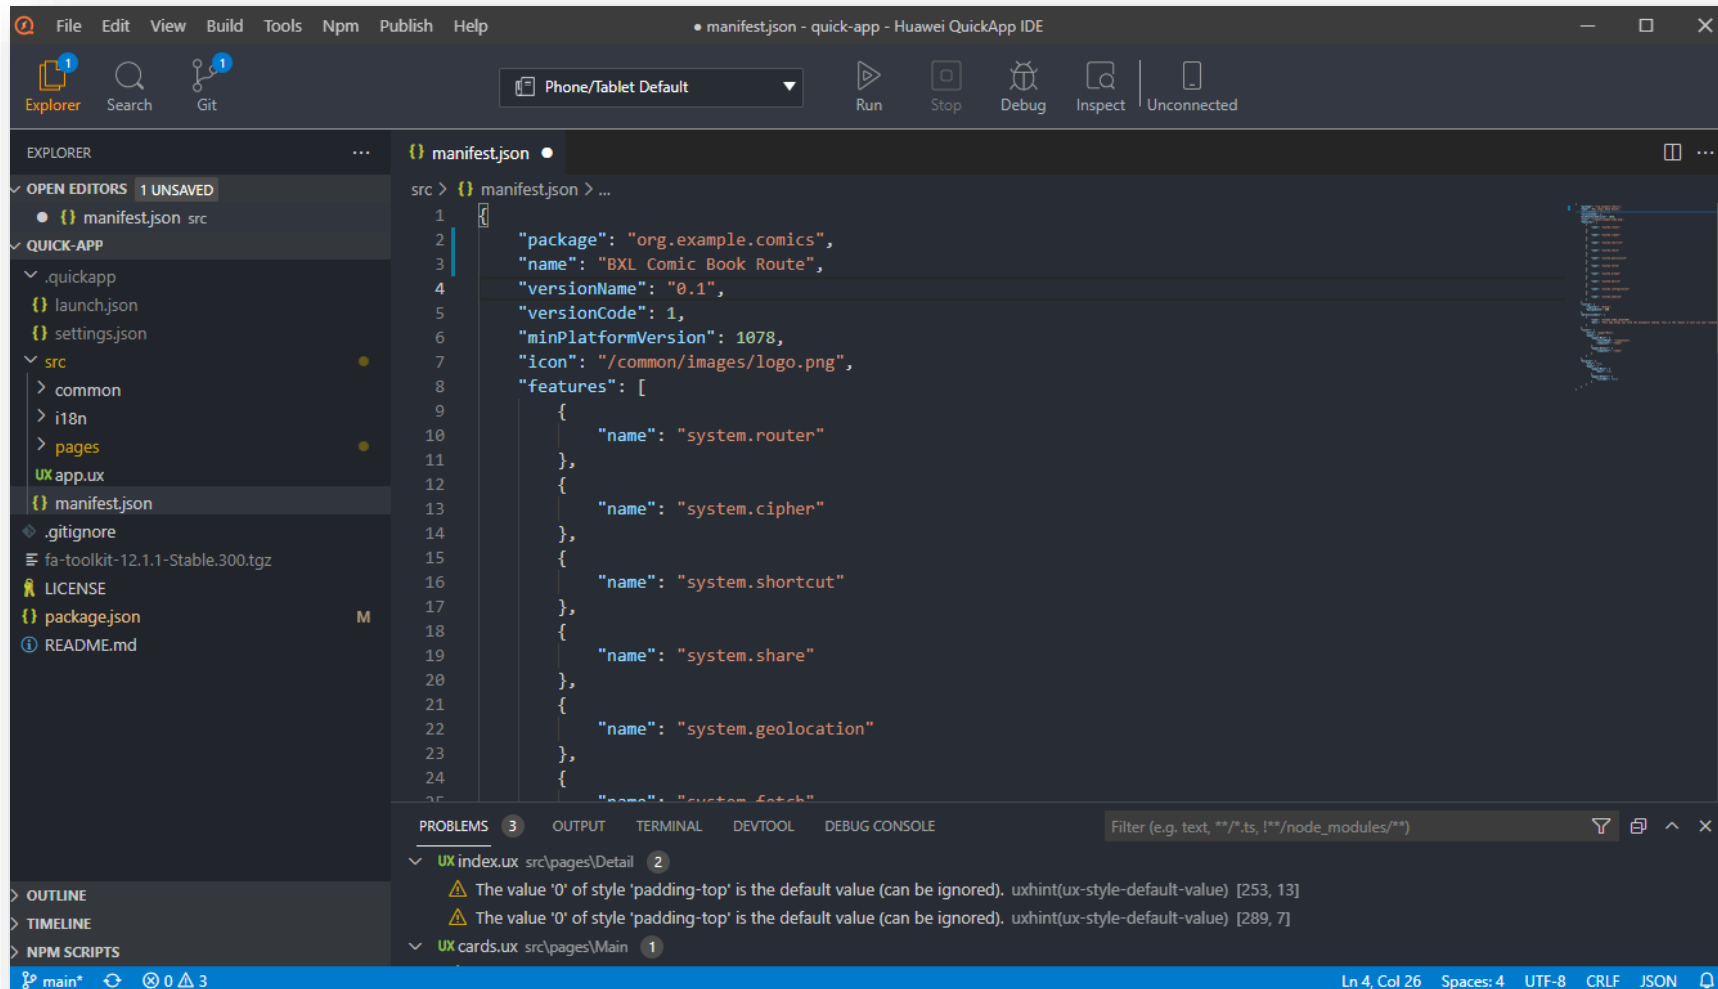 File Edit View Build Tools Npm Publish Help
● manifest.json - quick-app - Huawei QuickApp IDE
1
1
Explorer Search Git
Phone/Tablet Default
Run Stop Debug Inspect Unconnected
EXPLORER
OPEN EDITORS 1 UNSAVED
{} manifest.json src
QUICK-APP
.quickapp
{} launch.json
{} settings.json
src
common
i18n
pages
UX app.ux
{} manifest.json
.gitignore
fa-toolkit-12.1.1-Stable.300.tgz
LICENSE
{} package.json M
README.md
OUTLINE
TIMELINE
NPM SCRIPTS
{} manifest.json ●
src > {} manifest.json > ...
1 {
2 "package": "org.example.comics",
3 "name": "BXL Comic Book Route",
4 "versionName": "0.1",
5 "versionCode": 1,
6 "minPlatformVersion": 1078,
7 "icon": "/common/images/logo.png",
8 "features": [
9 {
10 "name": "system.router"
11 },
12 {
13 "name": "system.cipher"
14 },
15 {
16 "name": "system.shortcut"
17 },
18 {
19 "name": "system.share"
20 },
21 {
22 "name": "system.geolocation"
23 },
24 {
25 "name": "system.fetch"
PROBLEMS 3 OUTPUT TERMINAL DEVTOOL DEBUG CONSOLE
Filter (e.g. text, **/*.ts, !**/node_modules/**)
UX index.ux src\pages\Detail 2
The value '0' of style 'padding-top' is the default value (can be ignored). uxhint(ux-style-default-value) [253, 13]
The value '0' of style 'padding-top' is the default value (can be ignored). uxhint(ux-style-default-value) [289, 7]
UX cards.ux src\pages\Main 1
main* 0 3
Ln 4, Col 26 Spaces: 4 UTF-8 CRLF JSON